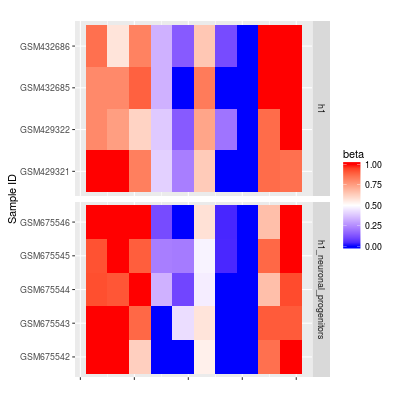 GSM432686
GSM432685
GSM429322
GSM429321
h1
GSM675546
GSM675545
GSM675544
GSM675543
GSM675542
h1_neuronal_progenitors
Sample ID
beta
1.00
0.75
0.50
0.25
0.00